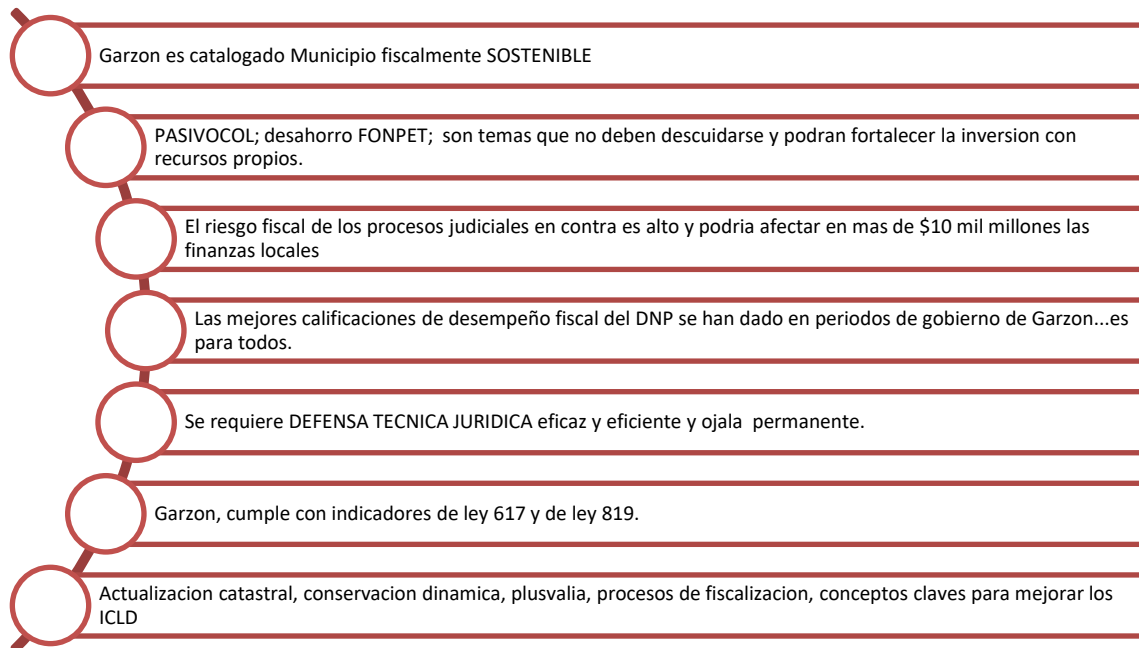 Garzon es catalogado Municipio fiscalmente SOSTENIBLE
PASIVOCOL; desahorro FONPET; son temas que no deben descuidarse y podran fortalecer la inversion con
recursos propios.
El riesgo fiscal de los procesos judiciales en contra es alto y podria afectar en mas de $10 mil millones las
finanzas locales
Las mejores calificaciones de desempeño fiscal del DNP se han dado en periodos de gobierno de Garzon...es
para todos.
Se requiere DEFENSA TECNICA JURIDICA eficaz y eficiente y ojala permanente.
Garzon, cumple con indicadores de ley 617 y de ley 819.
Actualizacion catastral, conservacion dinamica, plusvalia, procesos de fiscalizacion, conceptos claves para mejorar los
ICLD